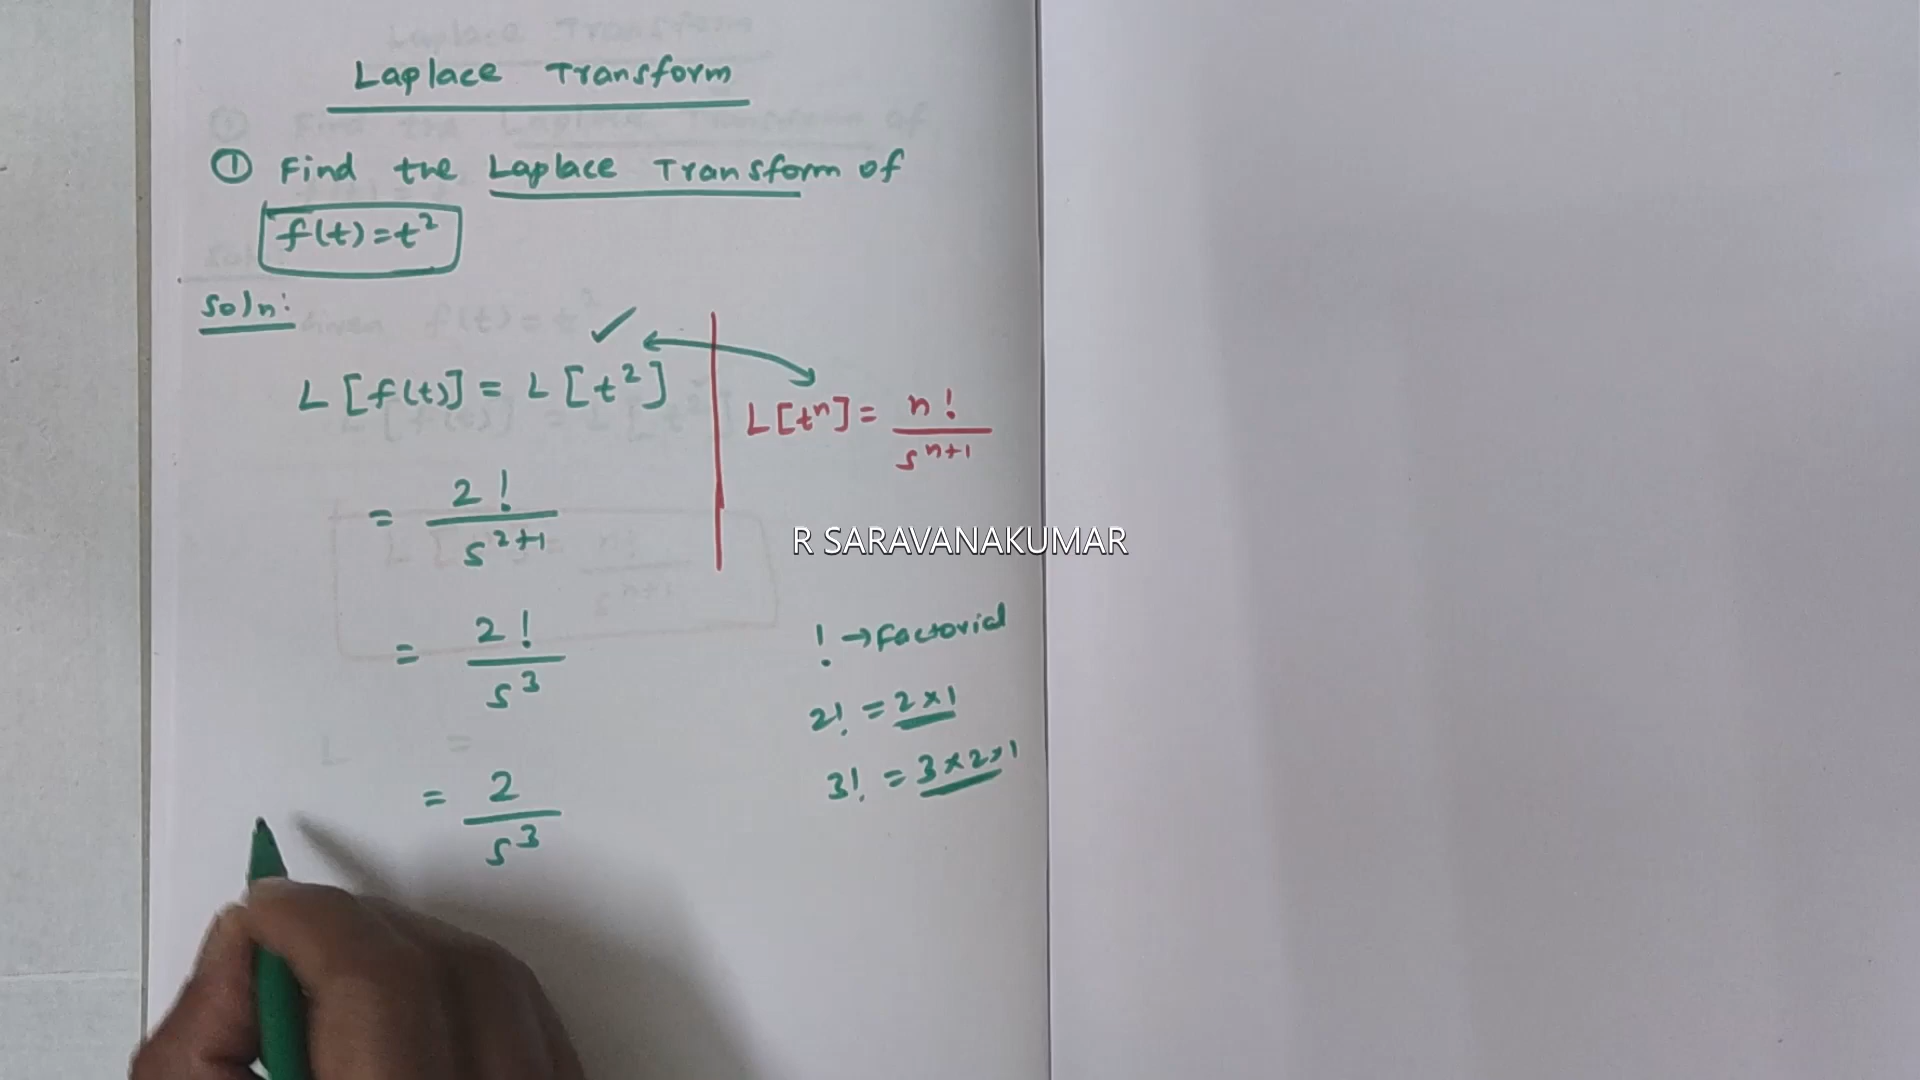 Laplace Transform
① Find the Laplace Transform of
f(t)=t²
Soln:
L[f(t)] = L[t²]
L[tⁿ] = n! / sⁿ⁺¹
= 2! / s²⁺¹
R SARAVANAKUMAR
= 2! / s³
! → Factorial
2! = 2×1
3! = 3×2×1
= 2 / s³